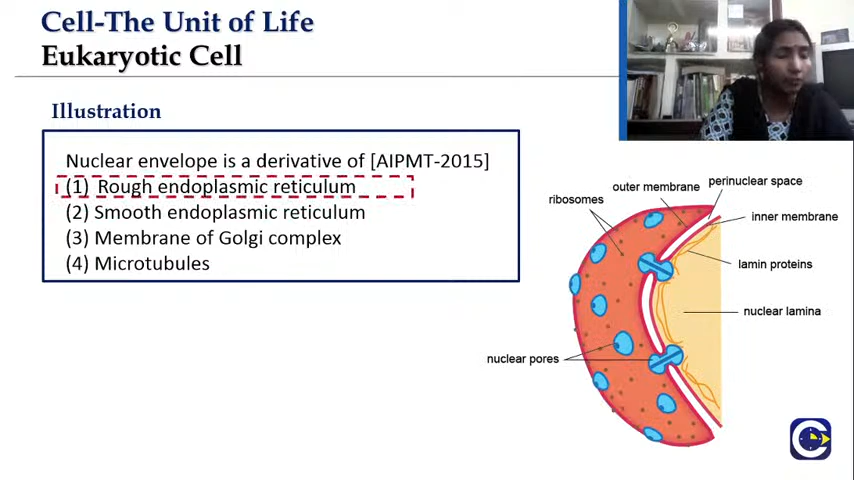 Cell-The Unit of Life
Eukaryotic Cell
Illustration
Nuclear envelope is a derivative of [AIPMT-2015]
(1) Rough endoplasmic reticulum
(2) Smooth endoplasmic reticulum
(3) Membrane of Golgi complex
(4) Microtubules
perinuclear space
outer membrane
ribosomes
inner membrane
lamin proteins
nuclear lamina
nuclear pores